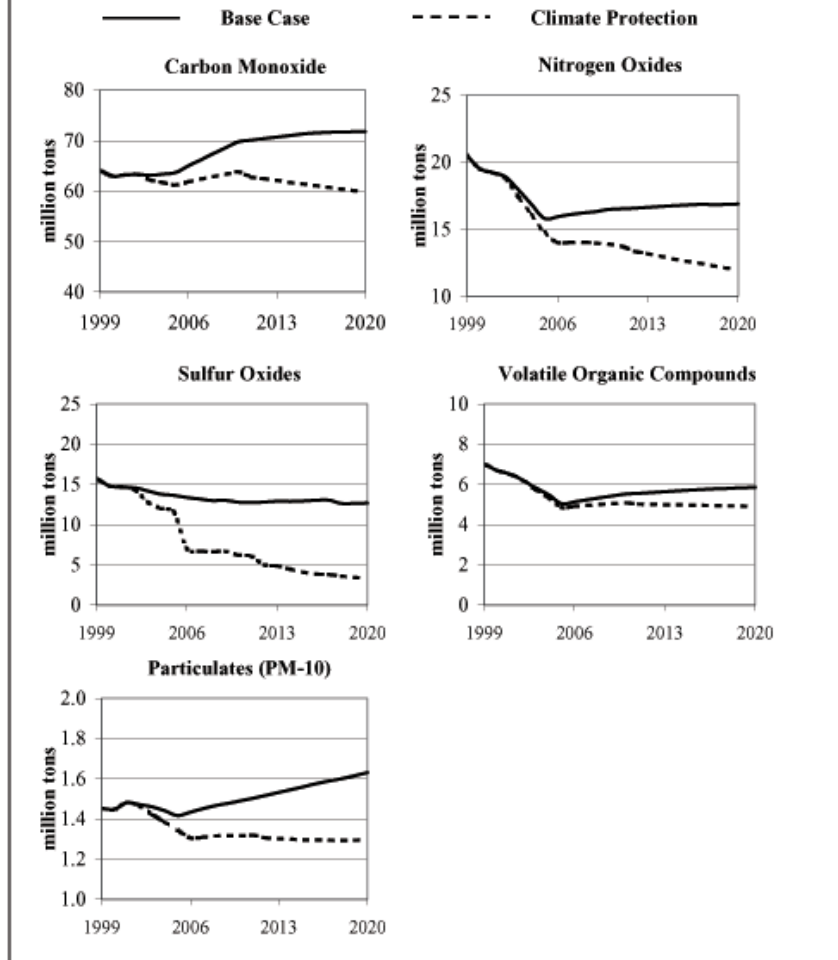 Base Case Climate Protection
Carbon Monoxide
80
70
60
50
40
million tons
1999 2006 2013 2020
Nitrogen Oxides
25
20
15
10
million tons
1999 2006 2013 2020
Sulfur Oxides
25
20
15
10
5
0
million tons
1999 2006 2013 2020
Volatile Organic Compounds
10
8
6
4
2
0
million tons
1999 2006 2013 2020
Particulates (PM-10)
2.0
1.8
1.6
1.4
1.2
1.0
million tons
1999 2006 2013 2020